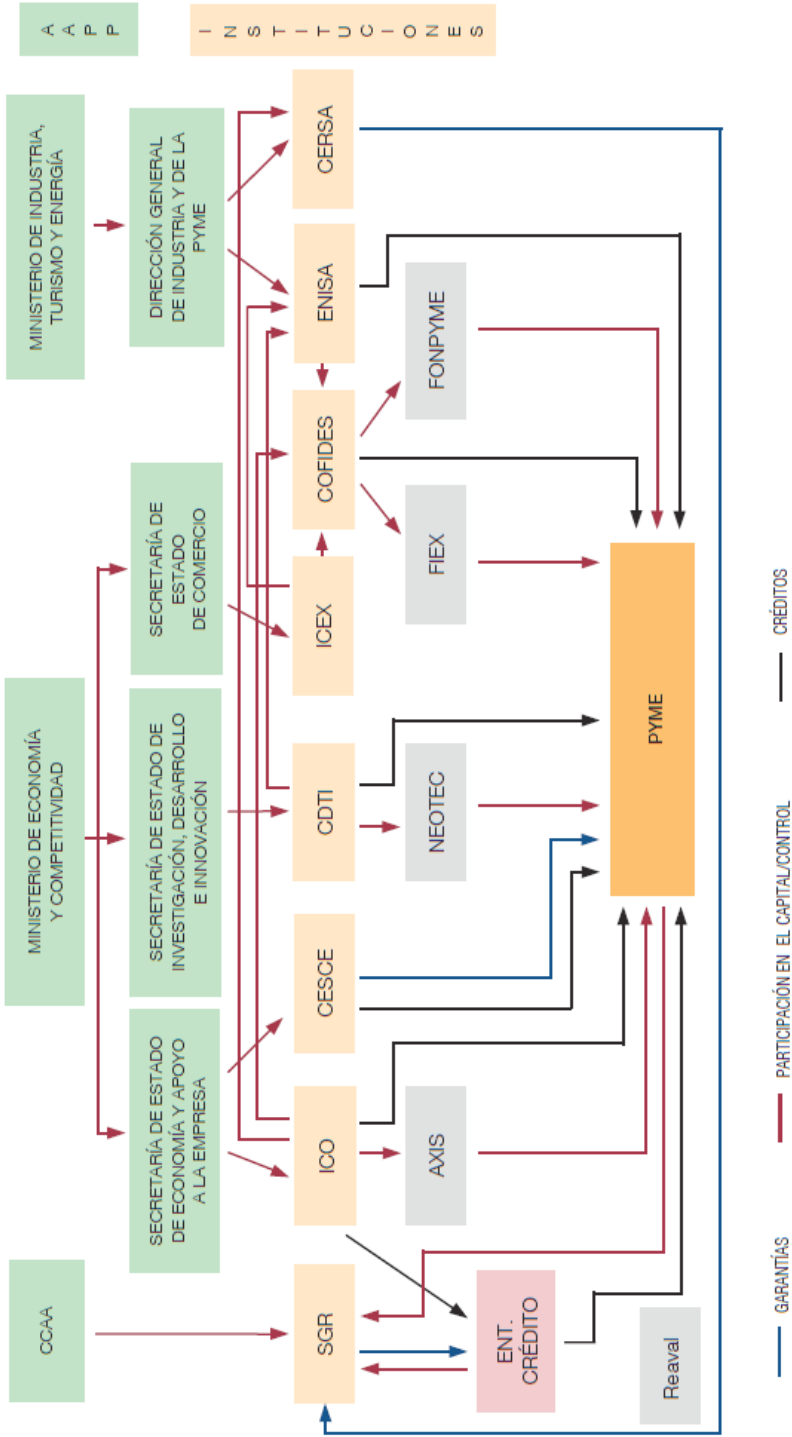 A
A
P
P
I
N
S
T
I
T
U
C
I
O
N
E
S
CCAA
MINISTERIO DE ECONOMÍA
Y COMPETITIVIDAD
MINISTERIO DE INDUSTRIA,
TURISMO Y ENERGÍA
SECRETARÍA DE ESTADO
DE ECONOMÍA Y APOYO
A LA EMPRESA
SECRETARÍA DE ESTADO DE
INVESTIGACIÓN, DESARROLLO
E INNOVACIÓN
SECRETARÍA DE
ESTADO
DE COMERCIO
DIRECCIÓN GENERAL
DE INDUSTRIA Y DE LA
PYME
SGR
ICO
CESCE
CDTI
ICEX
COFIDES
ENISA
CERSA
ENT.
CRÉDITO
AXIS
NEOTEC
FIEX
FONPYME
Reaval
PYME
GARANTÍAS
PARTICIPACIÓN EN EL CAPITAL/CONTROL
CRÉDITOS